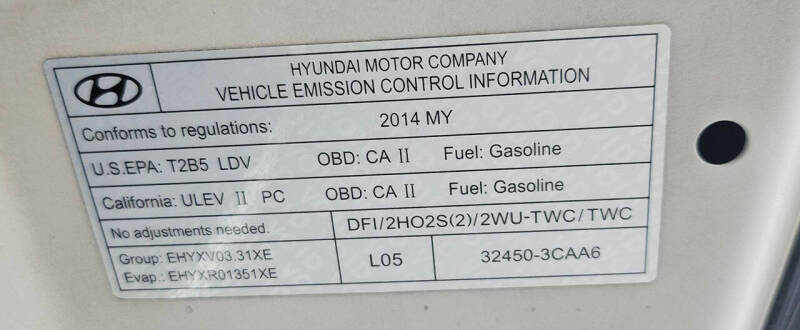 HYUNDAI MOTOR COMPANY
VEHICLE EMISSION CONTROL INFORMATION
Conforms to regulations: 2014 MY
U.S.EPA: T2B5 LDV OBD: CA II Fuel: Gasoline
California: ULEV II PC OBD: CA II Fuel: Gasoline
No adjustments needed. DFI/2HO2S(2)/2WU-TWC/TWC
Group: EHYXV03.31XE
Evap.: EHYXR01351XE
L05 32450-3CAA6